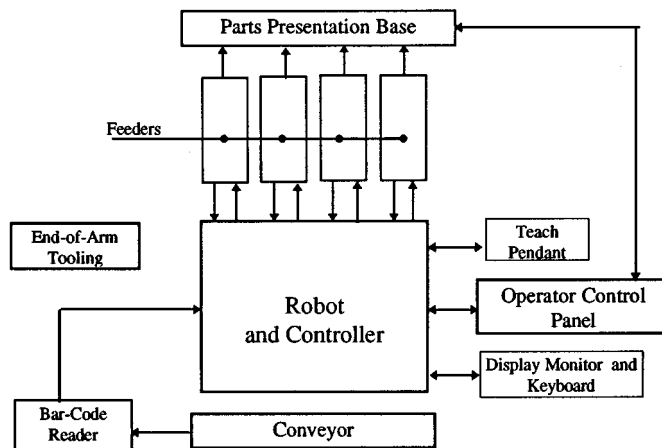 Parts Presentation Base
Feeders
End-of-Arm
Tooling
Teach
Pendant
Robot
and Controller
Operator Control
Panel
Display Monitor and
Keyboard
Bar-Code
Reader
Conveyor